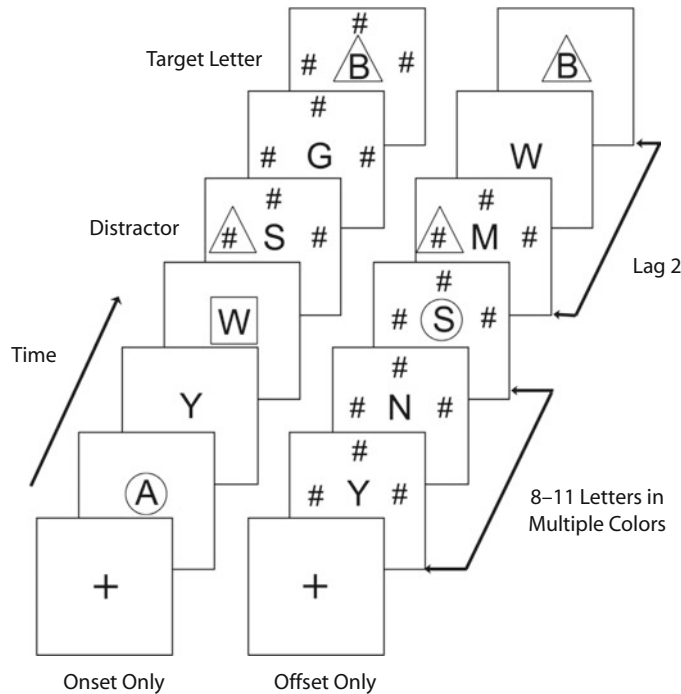 #
Target Letter # B # B
#
# G # W
# #
Distractor # S # # M #
Lag 2
#
W # S #
Time
#
Y # N #
#
A # Y #
8–11 Letters in
Multiple Colors
+ +
Onset Only Offset Only